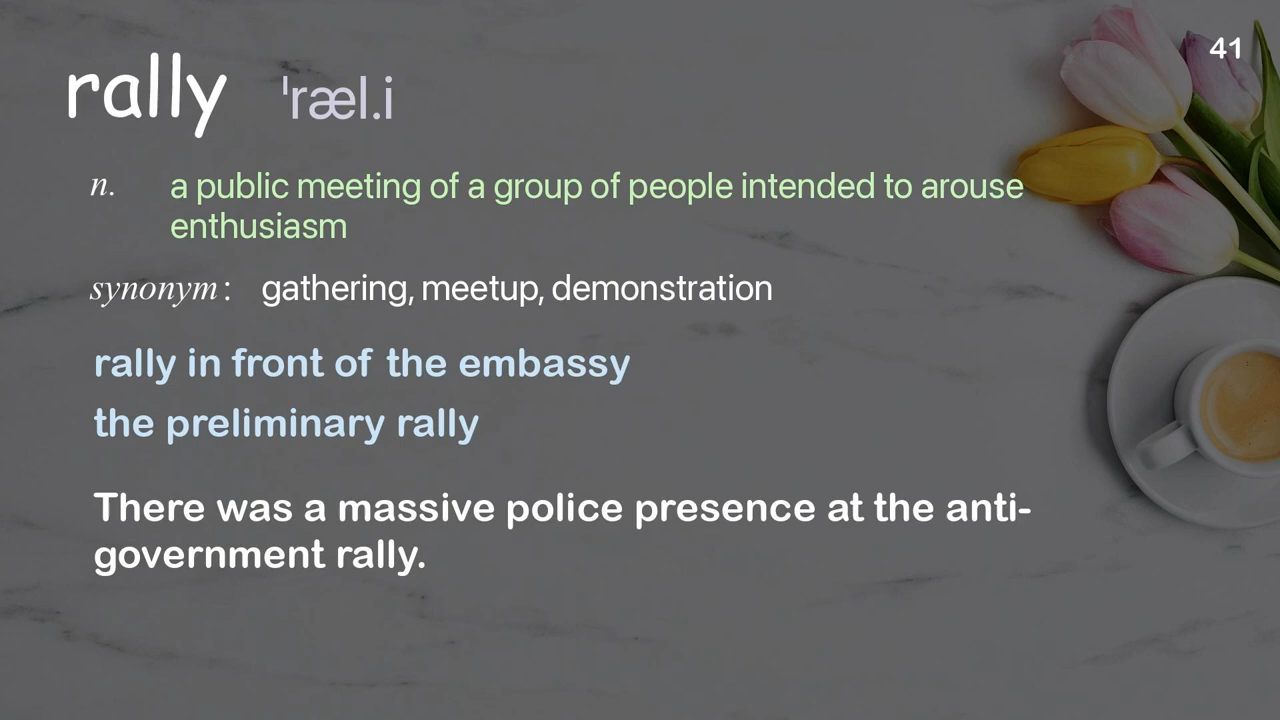 41
rally ˈræl.i
n. a public meeting of a group of people intended to arouse
enthusiasm
synonym : gathering, meetup, demonstration
rally in front of the embassy
the preliminary rally
There was a massive police presence at the anti-
government rally.